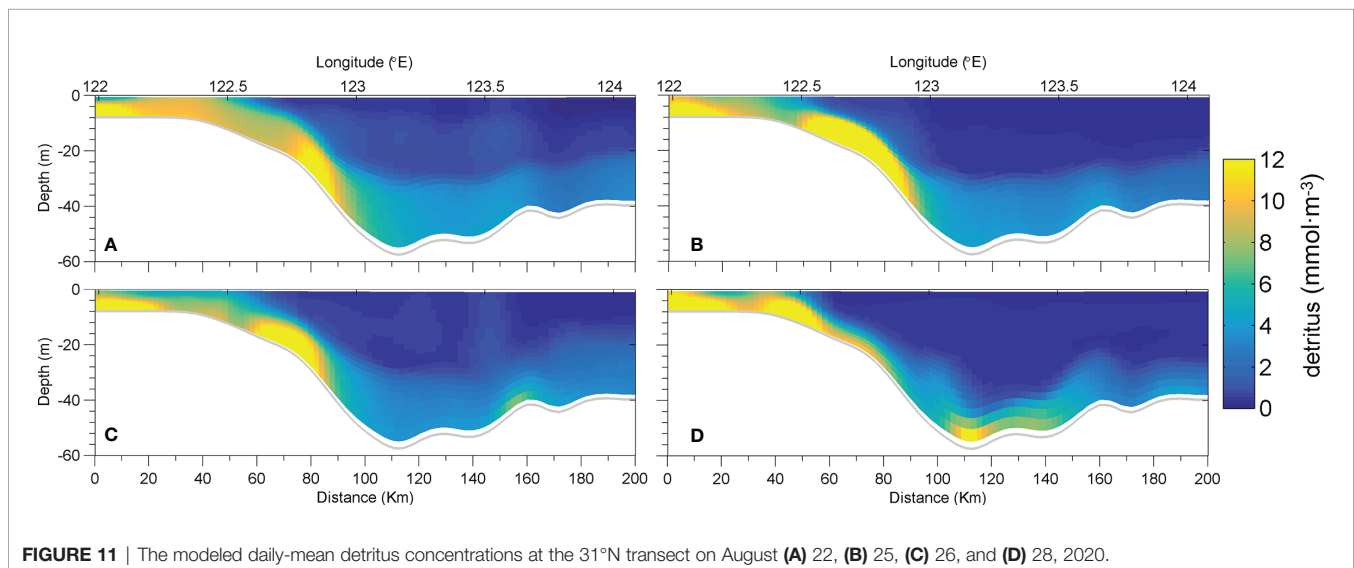 Longitude (°E)
122 122.5 123 123.5 124
Longitude (°E)
122 122.5 123 123.5 124
0
-20
-40
-60
Depth (m)
A
B
0
-20
-40
-60
Depth (m)
C
D
0 20 40 60 80 100 120 140 160 180 200
Distance (Km)
0 20 40 60 80 100 120 140 160 180 200
Distance (Km)
12
10
8
6
4
2
0
detritus (mmol·m⁻³)
FIGURE 11 | The modeled daily-mean detritus concentrations at the 31°N transect on August (A) 22, (B) 25, (C) 26, and (D) 28, 2020.